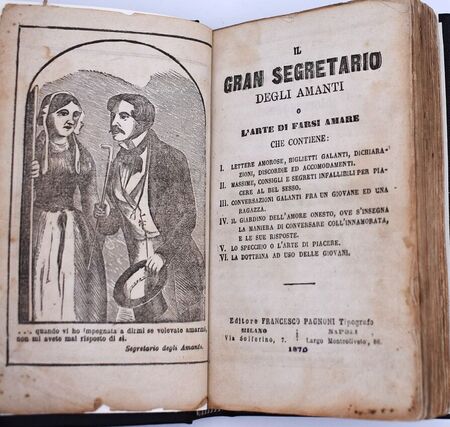 ... quando vi ho impegnata a dirmi se volevate amarmi,
non mi avete mai risposto di sì.
Segretario degli Amanti.
IL
GRAN SEGRETARIO
DEGLI AMANTI
O
L'ARTE DI FARSI AMARE
CHE CONTIENE:
I. LETTERE AMOROSE, BIGLIETTI GALANTI, DICHIARA-
ZIONI, DISCORDIE ED ACCOMODAMENTI.
II. MASSIME, CONSIGLI E SEGRETI INFALLIBILI PER PIA-
CERE AL BEL SESSO.
III. CONVERSAZIONI GALANTI FRA UN GIOVANE ED UNA
RAGAZZA.
IV. IL GIARDINO DELL'AMORE ONESTO, OVE S'INSEGNA
LA MANIERA DI CONVERSARE COLL'INNAMORATA,
E LE SUE RISPOSTE.
V. LO SPECCHIO O L'ARTE DI PIACERE.
VI. LA DOTTRINA AD USO DELLE GIOVANI.
Editore FRANCESCO PAGNONI Tipografo
MILANO NAPOLI
Via Solferino, 7. Largo Monteoliveto, 86.
1870